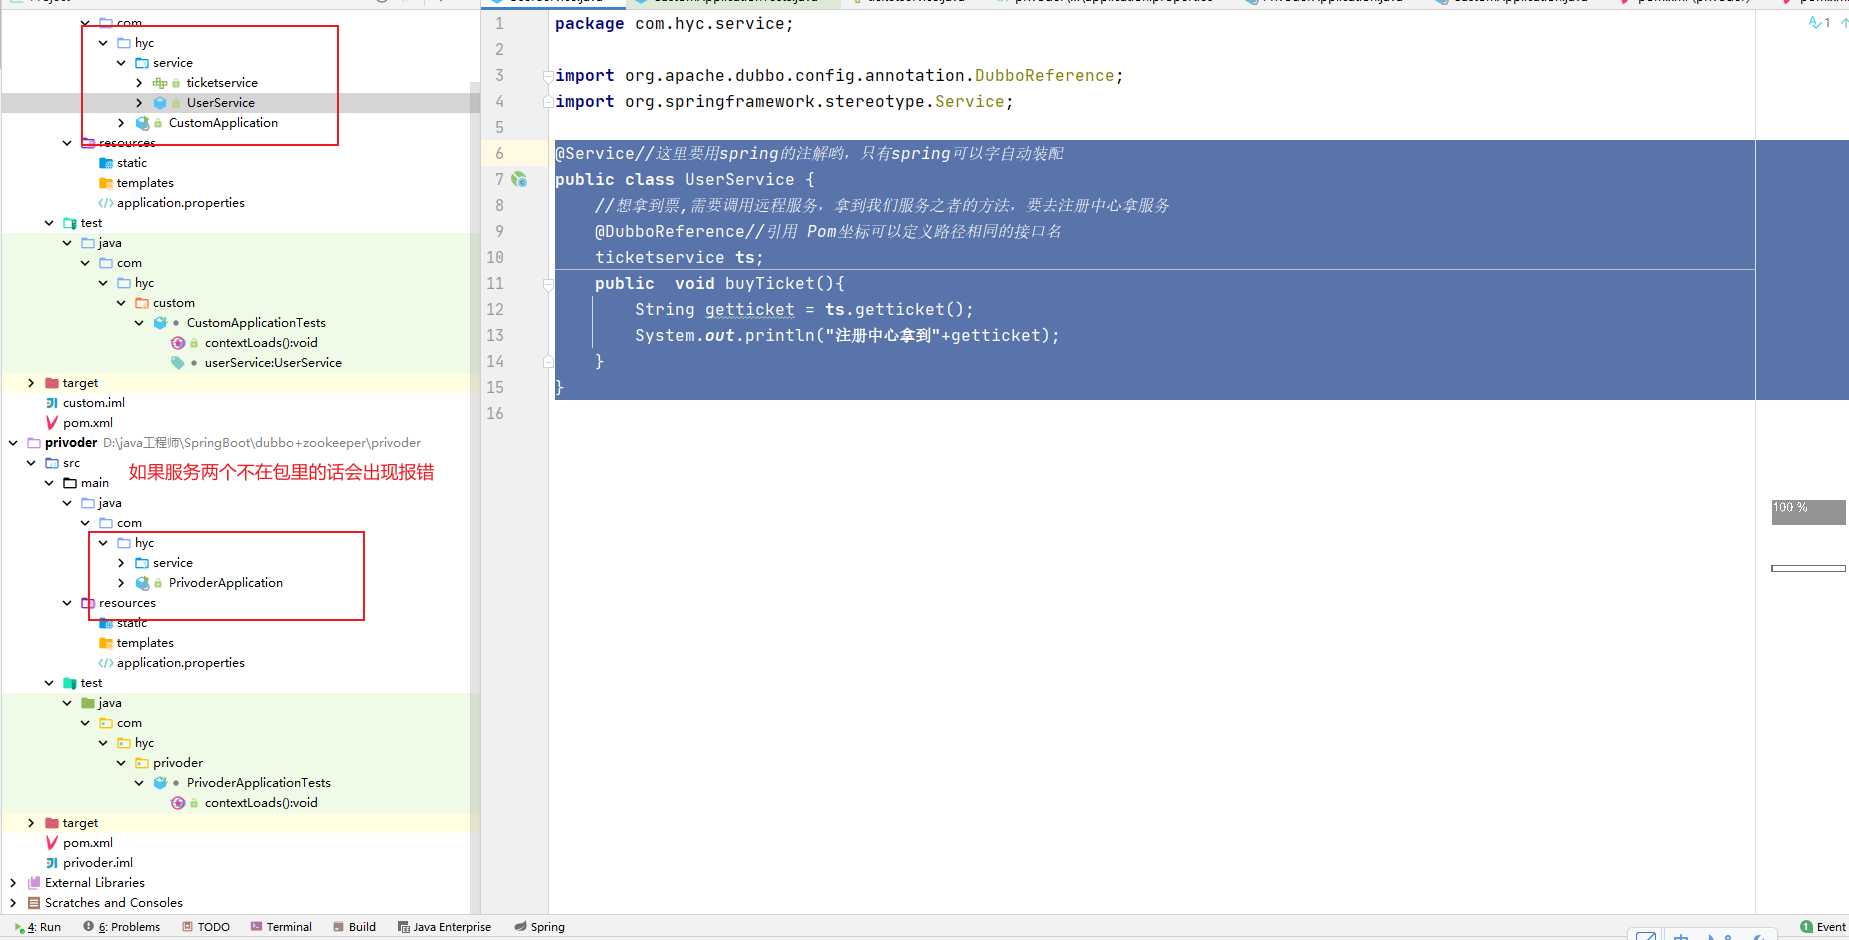 com
hyc
service
ticketservice
UserService
CustomApplication
resources
static
templates
application.properties
test
java
com
hyc
custom
CustomApplicationTests
contextLoads():void
userService:UserService
target
custom.iml
pom.xml
privoder D:\java工程师\SpringBoot\dubbo+zookeeper\privoder
src
如果服务两个不在包里的话会出现报错
main
java
com
hyc
service
PrivoderApplication
resources
static
templates
application.properties
test
java
com
hyc
privoder
PrivoderApplicationTests
contextLoads():void
target
pom.xml
privoder.iml
External Libraries
Scratches and Consoles
1 package com.hyc.service;
2
3 import org.apache.dubbo.config.annotation.DubboReference;
4 import org.springframework.stereotype.Service;
5
6 @Service//这里要用spring的注解哟，只有spring可以字自动装配
7 public class UserService {
8 //想拿到票,需要调用远程服务，拿到我们服务之者的方法，要去注册中心拿服务
9 @DubboReference//引用 Pom坐标可以定义路径相同的接口名
10 ticketservice ts;
11 public void buyTicket(){
12 String getticket = ts.getticket();
13 System.out.println("注册中心拿到"+getticket);
14 }
15 }
16
1
100 %
4: Run 6: Problems TODO Terminal Build Java Enterprise Spring 1 Event